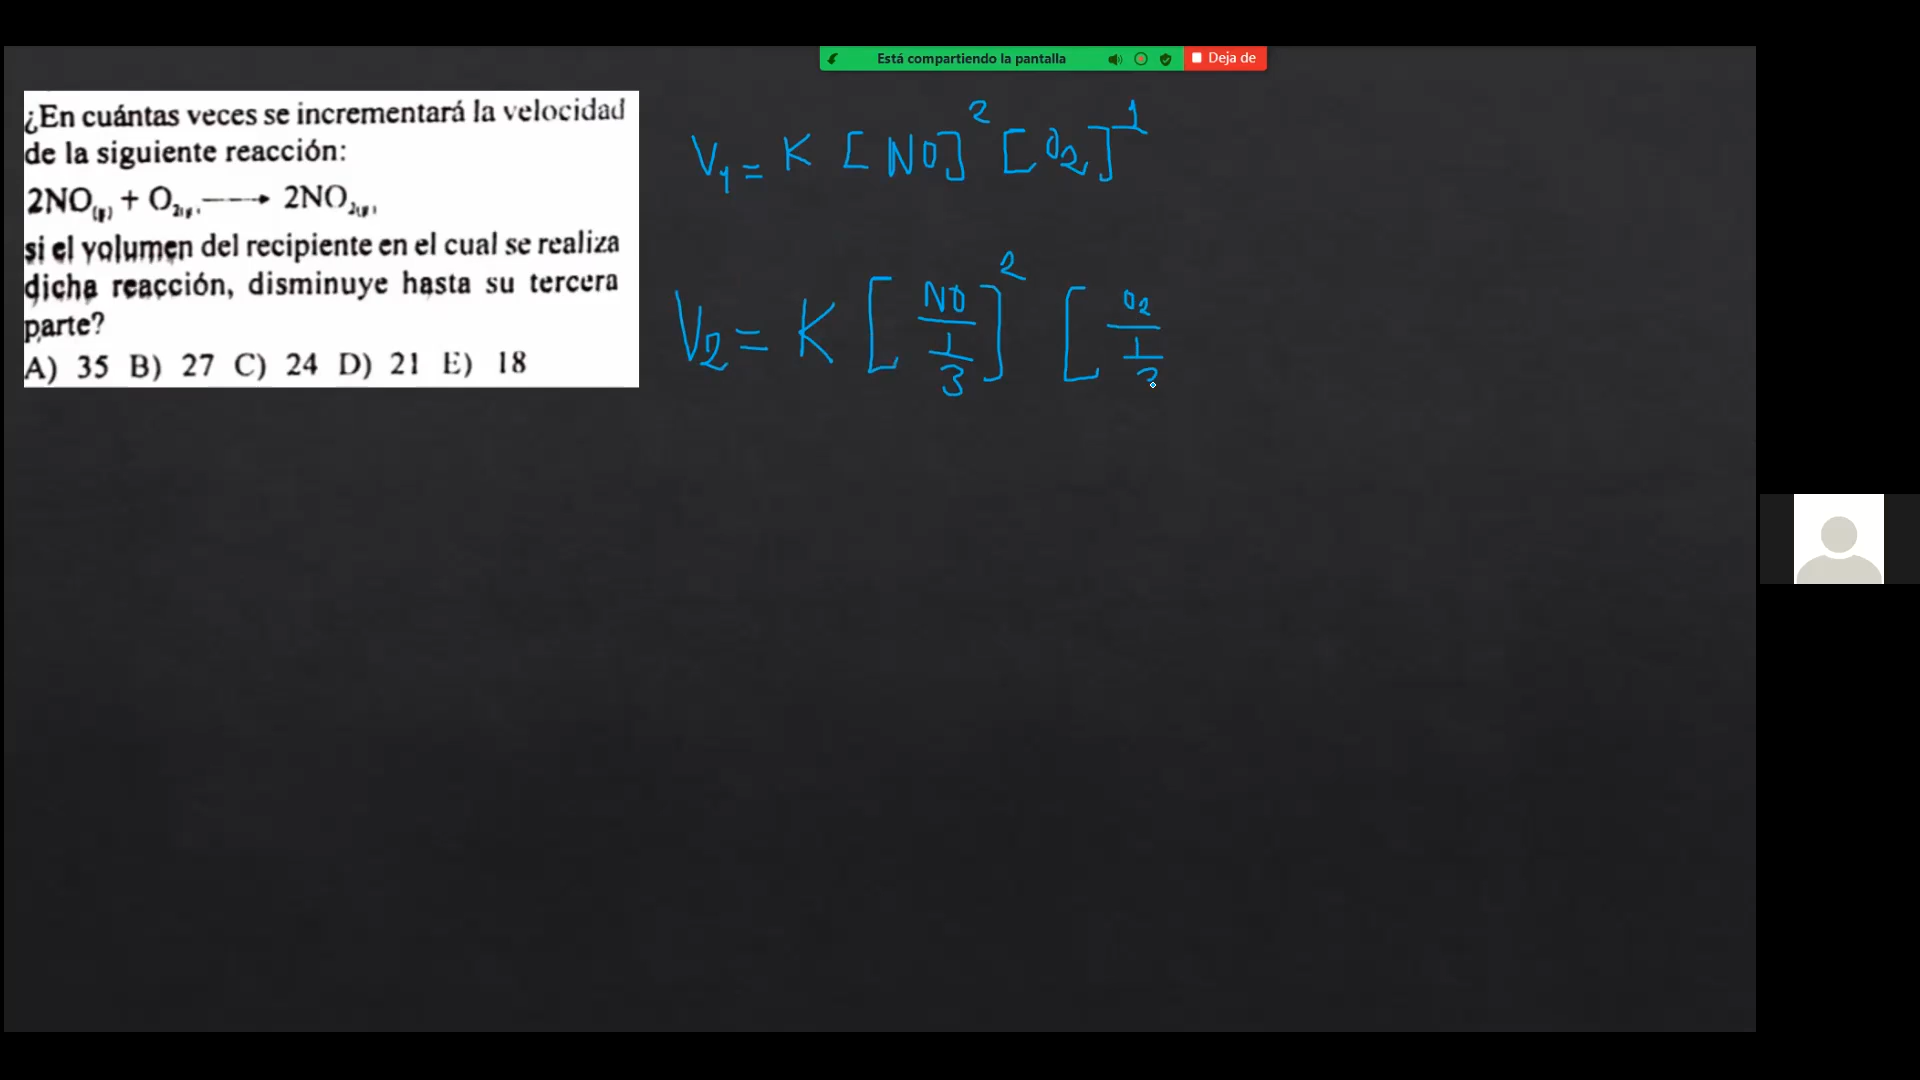 Está compartiendo la pantalla
Deja de
¿En cuántas veces se incrementará la velocidad
de la siguiente reacción:
2NO(g) + O2(g) ----→ 2NO2(g)
si el volumen del recipiente en el cual se realiza
dicha reacción, disminuye hasta su tercera
parte?
A) 35 B) 27 C) 24 D) 21 E) 18
V1 = K [NO]² [O2]¹
V2 = K [NO/(1/3)]² [O2/(1/3)